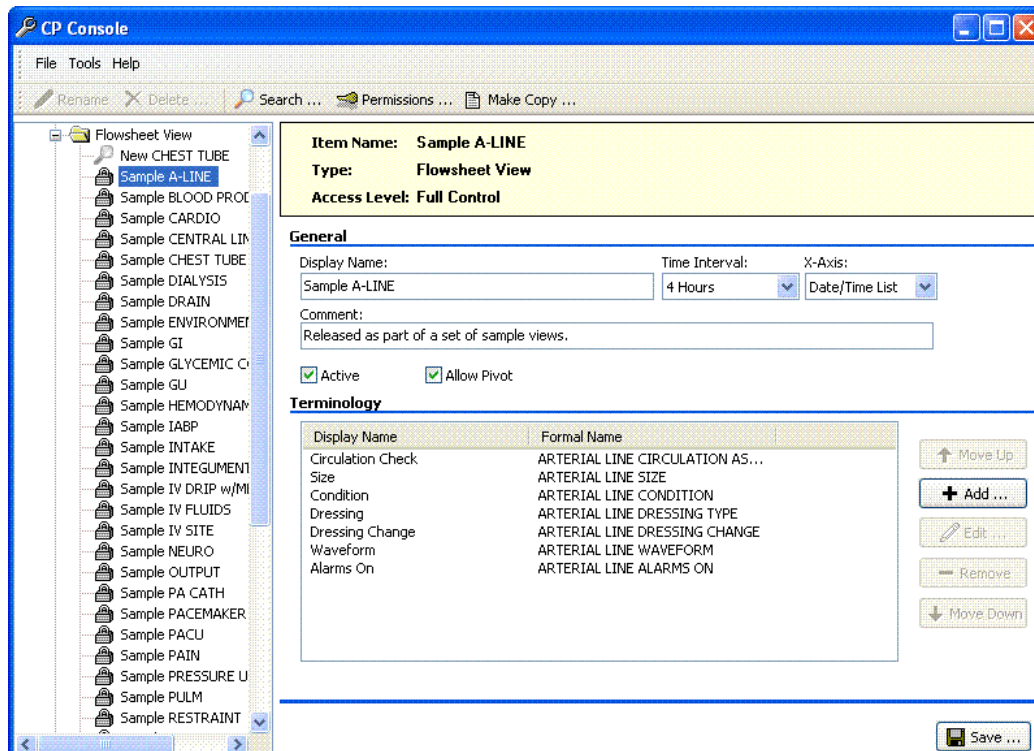 CP Console
File Tools Help
Rename Delete ... Search ... Permissions ... Make Copy ...
Flowsheet View
New CHEST TUBE
Sample A-LINE
Sample BLOOD PROD
Sample CARDIO
Sample CENTRAL LIN
Sample CHEST TUBE
Sample DIALYSIS
Sample DRAIN
Sample ENVIRONMEN
Sample GI
Sample GLYCEMIC C
Sample GU
Sample HEMODYNAM
Sample IABP
Sample INTAKE
Sample INTEGUMENT
Sample IV DRIP w/M
Sample IV FLUIDS
Sample IV SITE
Sample NEURO
Sample OUTPUT
Sample PA CATH
Sample PACEMAKER
Sample PACU
Sample PAIN
Sample PRESSURE U
Sample PULM
Sample RESTRAINT
Item Name: Sample A-LINE
Type: Flowsheet View
Access Level: Full Control
General
Display Name: Time Interval: X-Axis:
Sample A-LINE 4 Hours Date/Time List
Comment:
Released as part of a set of sample views.
Active Allow Pivot
Terminology
Display Name Formal Name
Circulation Check ARTERIAL LINE CIRCULATION AS...
Size ARTERIAL LINE SIZE
Condition ARTERIAL LINE CONDITION
Dressing ARTERIAL LINE DRESSING TYPE
Dressing Change ARTERIAL LINE DRESSING CHANGE
Waveform ARTERIAL LINE WAVEFORM
Alarms On ARTERIAL LINE ALARMS ON
Move Up
Add ...
Edit ...
Remove
Move Down
Save ...